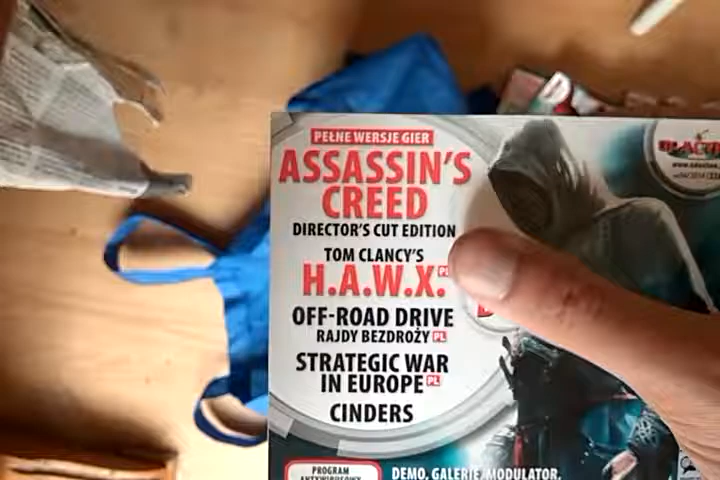 PEŁNE WERSJE GIER
ASSASSIN'S
CREED
DIRECTOR'S CUT EDITION
TOM CLANCY'S
H.A.W.X.
OFF-ROAD DRIVE
RAJDY BEZDROŻY PL
STRATEGIC WAR
IN EUROPE PL
CINDERS
PROGRAM
ANTYWIRUSOWY
DEMO, GALERIE, MODULATOR,